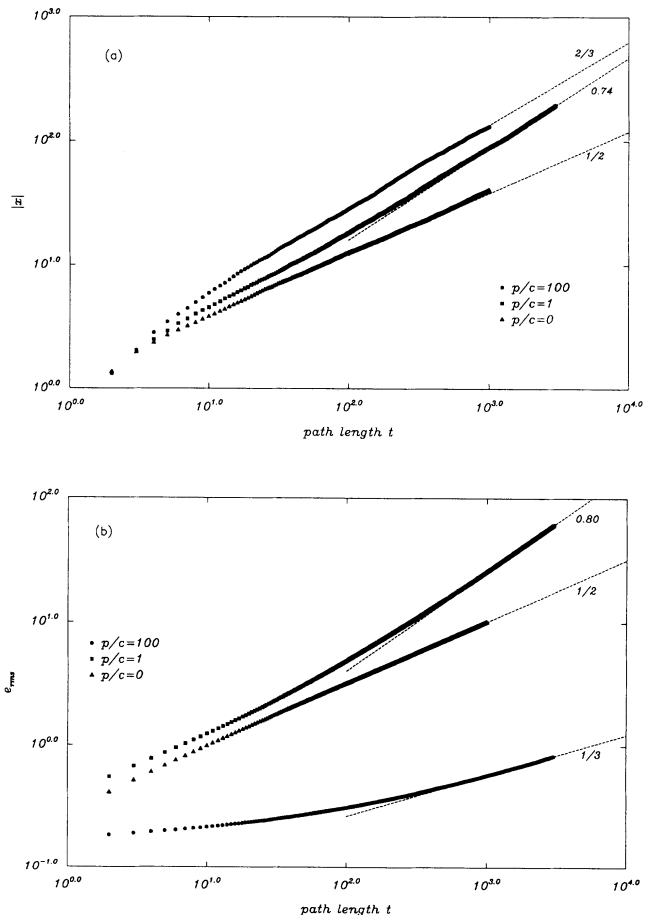 10^3.0
(a)
2/3
0.74
10^2.0
1/2
|x|
10^1.0
p/c=100
p/c=1
p/c=0
10^0.0
10^0.0 10^1.0 10^2.0 10^3.0 10^4.0
path length t
10^2.0
(b)
0.80
10^1.0
1/2
p/c=100
p/c=1
p/c=0
e_rms
10^0.0
1/3
10^-1.0
10^0.0 10^1.0 10^2.0 10^3.0 10^4.0
path length t